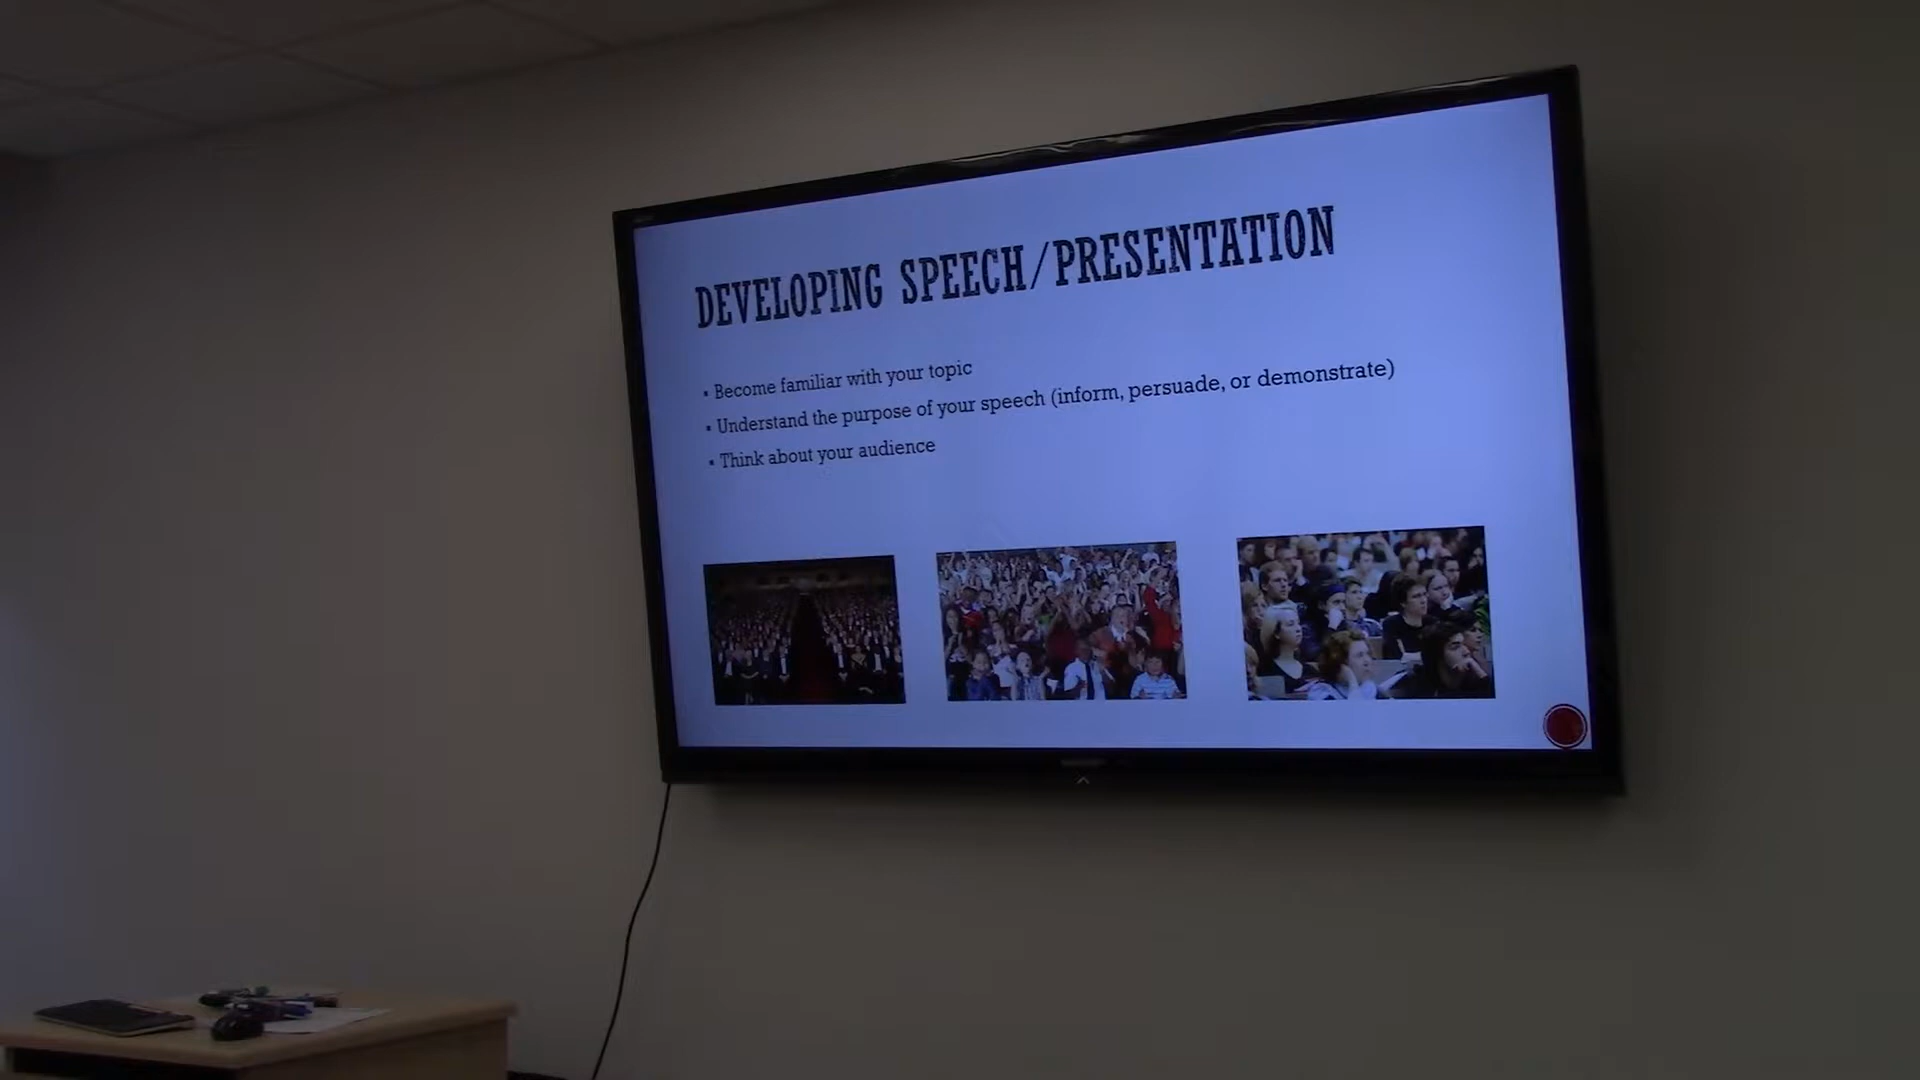 DEVELOPING SPEECH/PRESENTATION
▪ Become familiar with your topic
▪ Understand the purpose of your speech (inform, persuade, or demonstrate)
▪ Think about your audience